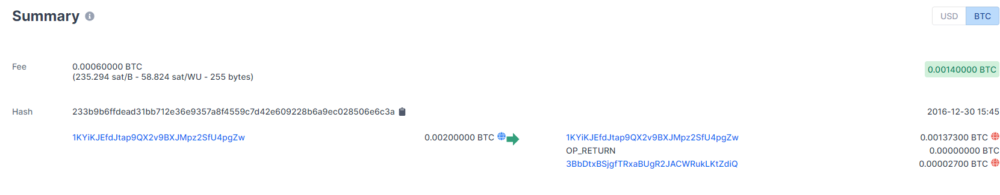 Summary
USD BTC
Fee 0.00060000 BTC 0.00140000 BTC
(235.294 sat/B - 58.824 sat/WU - 255 bytes)
Hash 233b9b6ffdead31bb712e36e9357a8f4559c7d42e609228b6a9ec028506e6c3a 2016-12-30 15:45
1KYiKJEfdJtap9QX2v9BXJMpz2SfU4pgZw 0.00200000 BTC 1KYiKJEfdJtap9QX2v9BXJMpz2SfU4pgZw 0.00137300 BTC
OP_RETURN 0.00000000 BTC
3BbDtxBSjgfTRxaBUgR2JACWRukLKtZdiQ 0.00002700 BTC